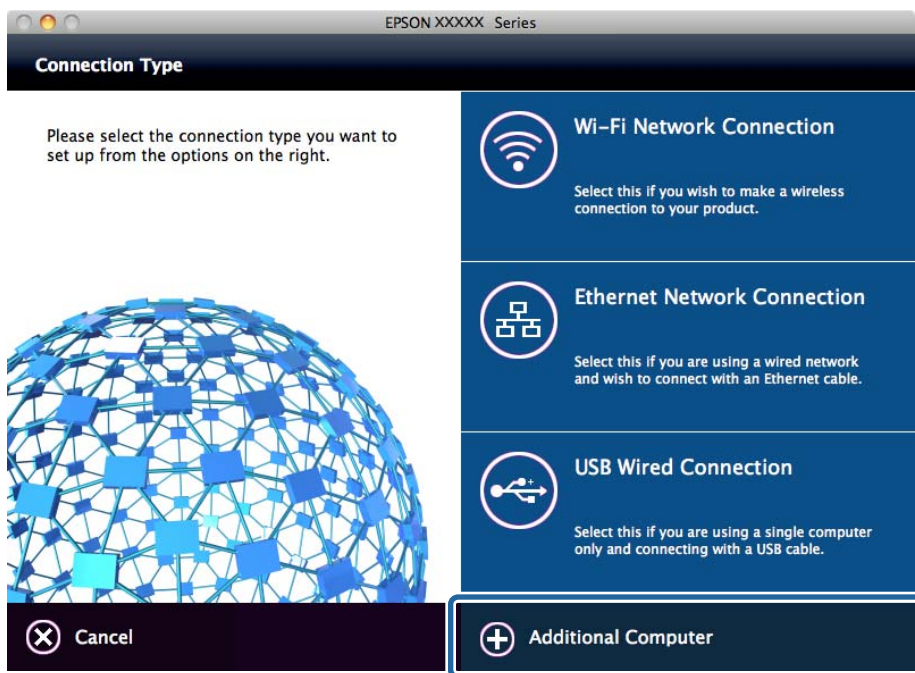 EPSON XXXXX Series
Connection Type
Please select the connection type you want to
set up from the options on the right.
Wi-Fi Network Connection
Select this if you wish to make a wireless
connection to your product.
Ethernet Network Connection
Select this if you are using a wired network
and wish to connect with an Ethernet cable.
USB Wired Connection
Select this if you are using a single computer
only and connecting with a USB cable.
Cancel
Additional Computer